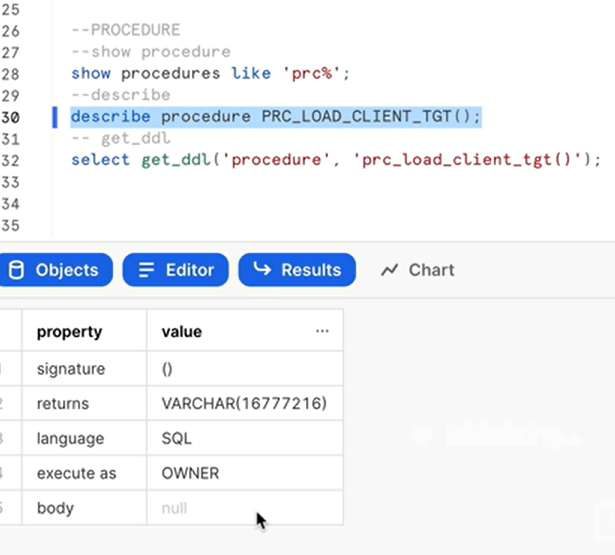 25
26 --PROCEDURE
27 --show procedure
28 show procedures like 'prc%';
29 --describe
30 describe procedure PRC_LOAD_CLIENT_TGT();
31 -- get_ddl
32 select get_ddl('procedure', 'prc_load_client_tgt()');
33
34
35
Objects Editor Results Chart
property value ...
signature ()
2 returns VARCHAR(16777216)
3 language SQL
4 execute as OWNER
5 body null